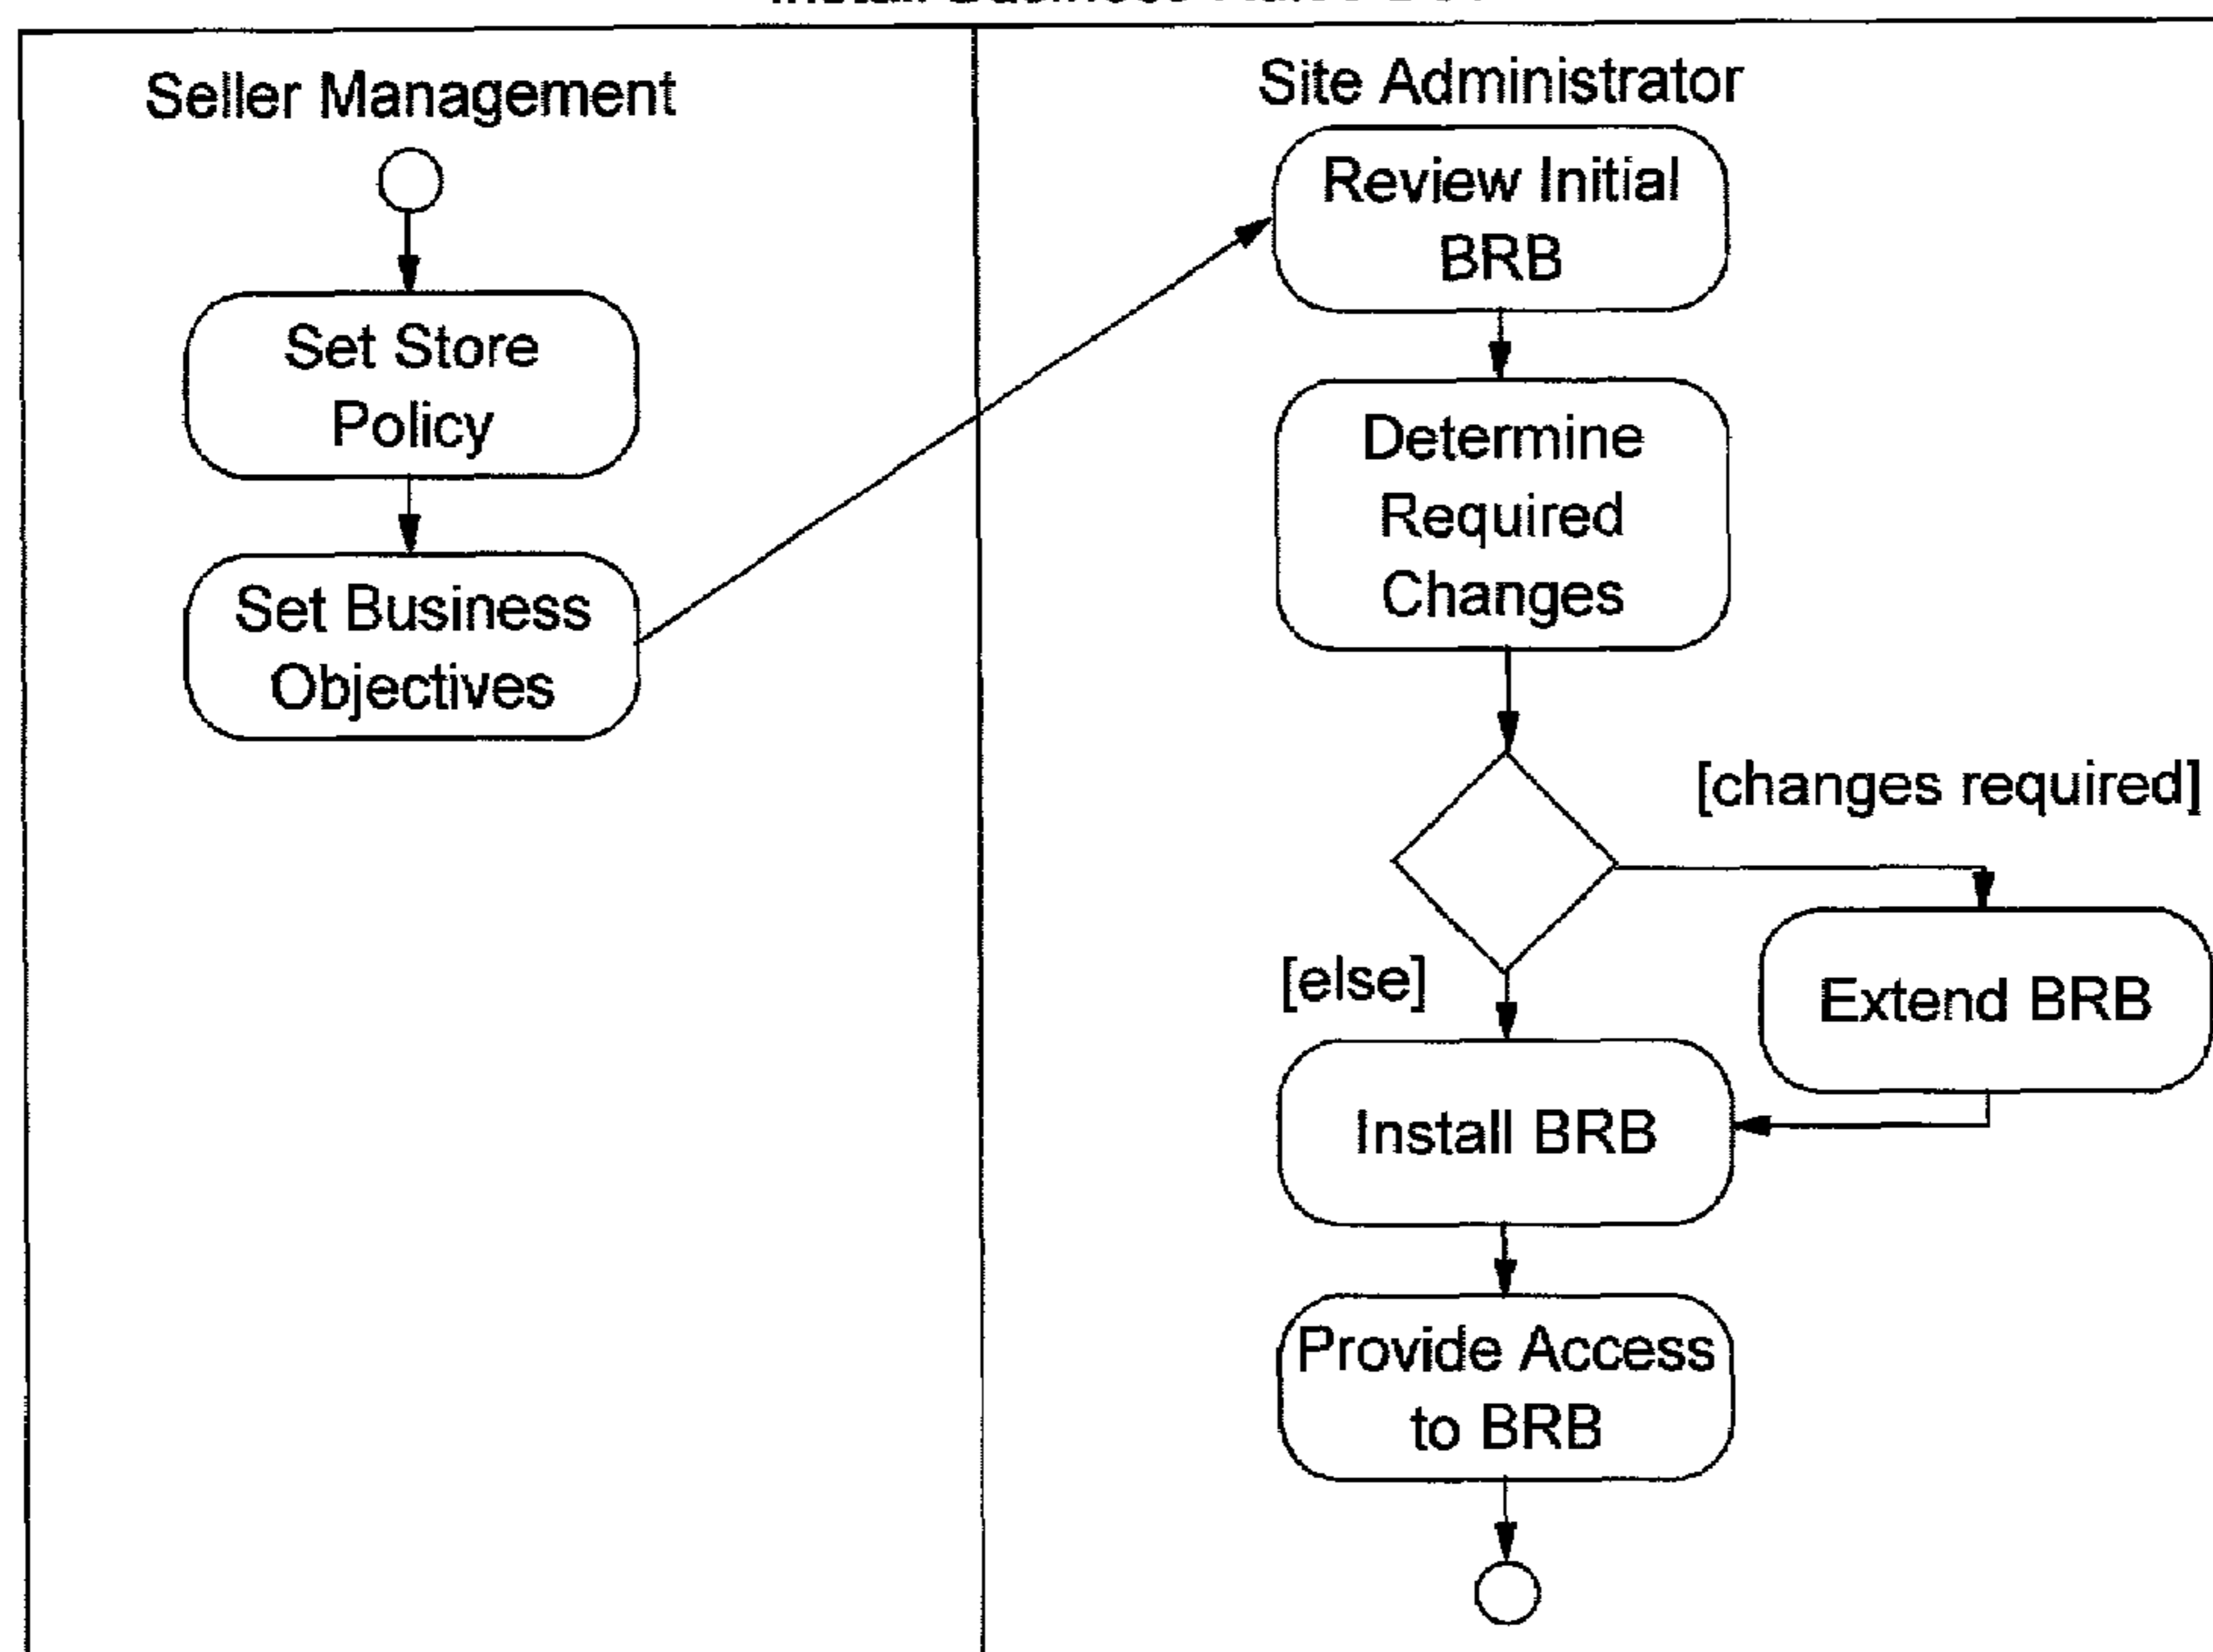 Seller Management
Set Store
Policy
Set Business
Objectives
Site Administrator
Review Initial
BRB
Determine
Required
Changes
[changes required]
[else]
Extend BRB
Install BRB
Provide Access
to BRB